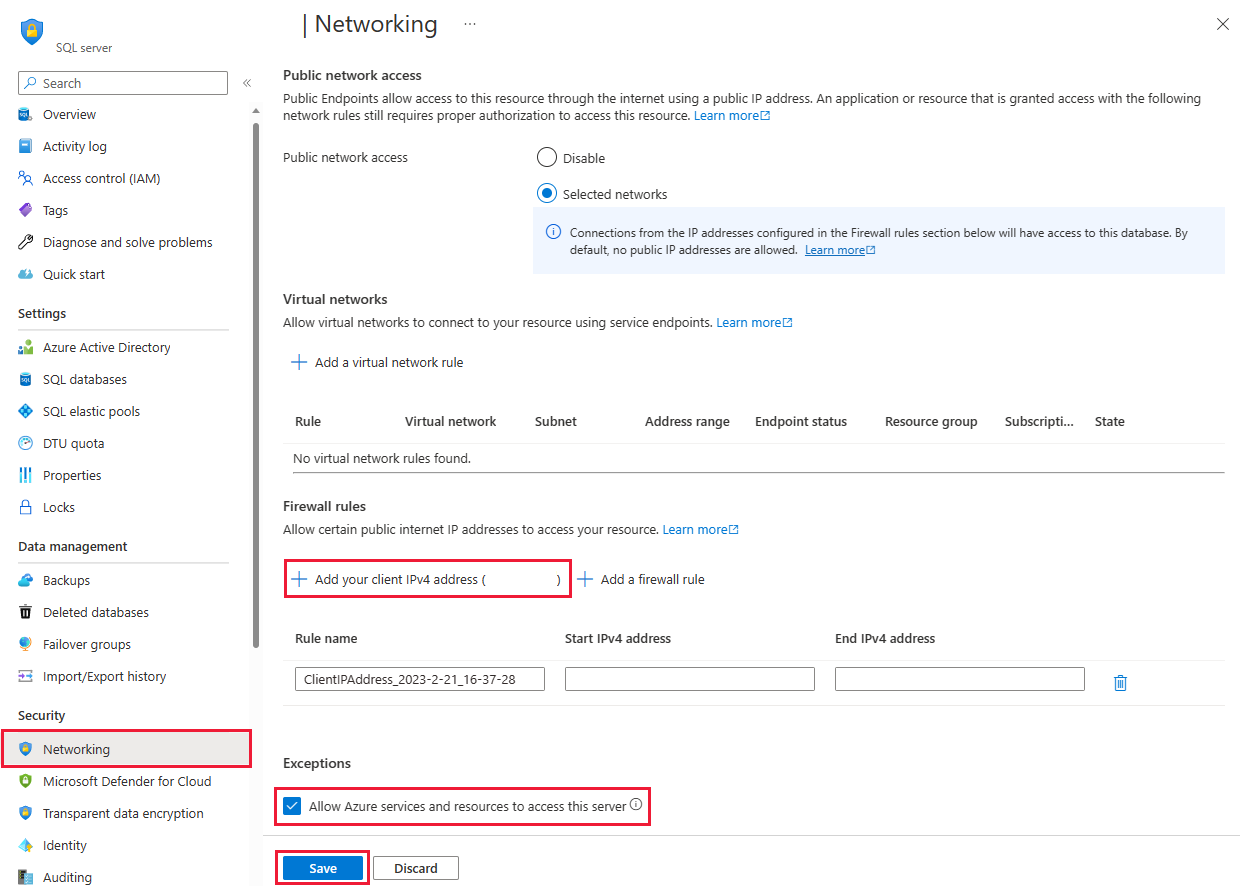 SQL server
Search
«
Overview
Activity log
Access control (IAM)
Tags
Diagnose and solve problems
Quick start
Settings
Azure Active Directory
SQL databases
SQL elastic pools
DTU quota
Properties
Locks
Data management
Backups
Deleted databases
Failover groups
Import/Export history
Security
Networking
Microsoft Defender for Cloud
Transparent data encryption
Identity
Auditing
| Networking ...
Public network access
Public Endpoints allow access to this resource through the internet using a public IP address. An application or resource that is granted access with the following
network rules still requires proper authorization to access this resource. Learn more
Public network access
Disable
Selected networks
Connections from the IP addresses configured in the Firewall rules section below will have access to this database. By
default, no public IP addresses are allowed. Learn more
Virtual networks
Allow virtual networks to connect to your resource using service endpoints. Learn more
Add a virtual network rule
Rule Virtual network Subnet Address range Endpoint status Resource group Subscripti... State
No virtual network rules found.
Firewall rules
Allow certain public internet IP addresses to access your resource. Learn more
Add your client IPv4 address ( ) Add a firewall rule
Rule name Start IPv4 address End IPv4 address
ClientIPAddress_2023-2-21_16-37-28
Exceptions
Allow Azure services and resources to access this server
Save Discard